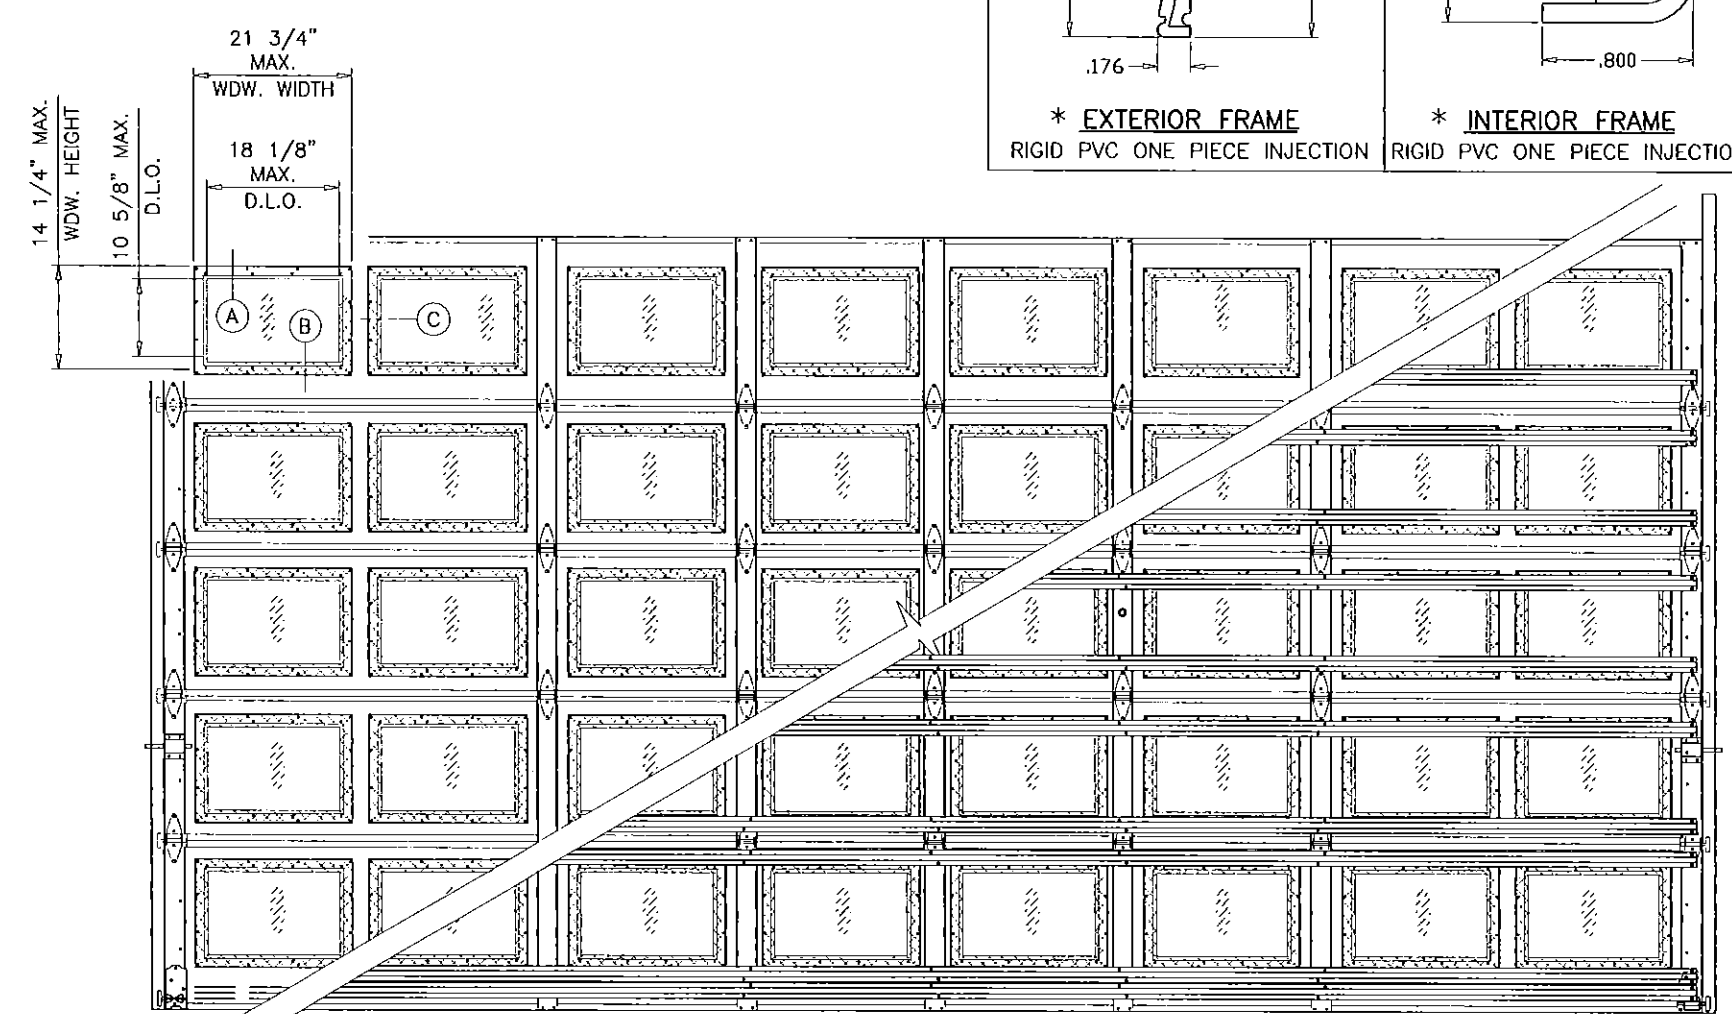 21 3/4"
MAX.
WDW. WIDTH
18 1/8"
MAX.
D.L.O.
14 1/4" MAX.
WDW. HEIGHT
10 5/8" MAX.
D.L.O.
A
B
C
.176
* EXTERIOR FRAME
RIGID PVC ONE PIECE INJECTION
.800
* INTERIOR FRAME
RIGID PVC ONE PIECE INJECTIO